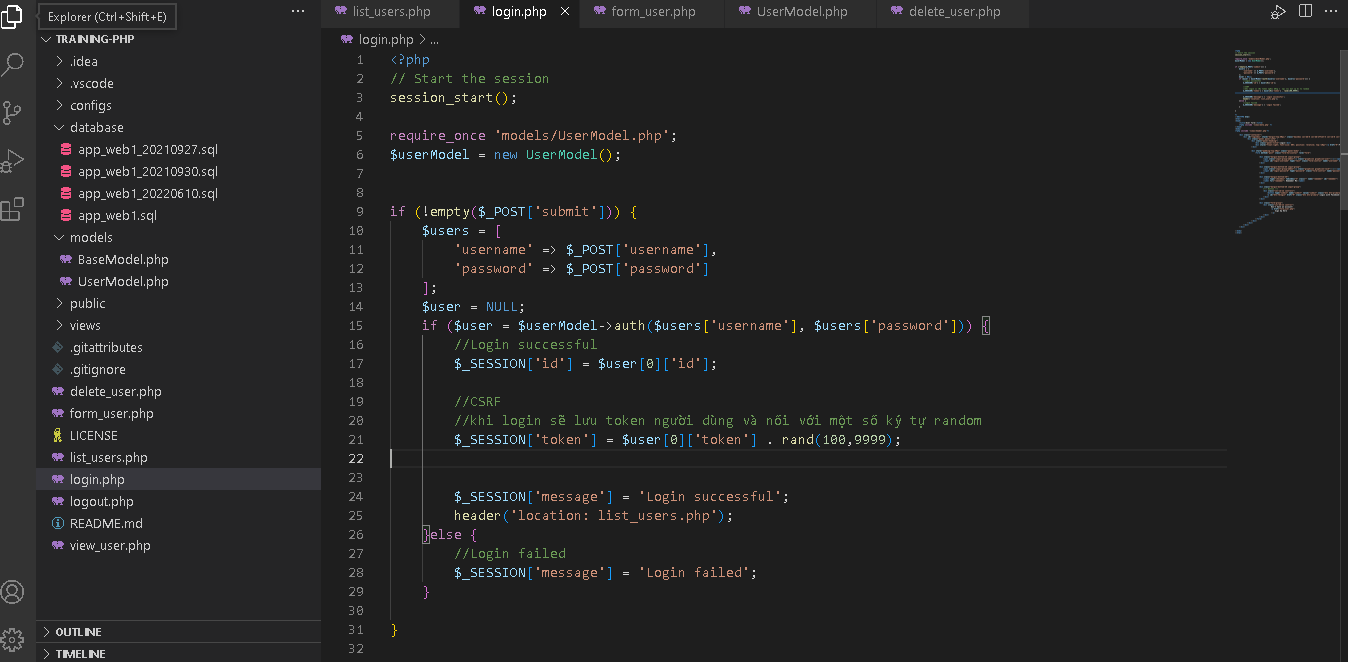 Explorer (Ctrl+Shift+E)
TRAINING-PHP
.idea
.vscode
configs
database
app_web1_20210927.sql
app_web1_20210930.sql
app_web1_20220610.sql
app_web1.sql
models
BaseModel.php
UserModel.php
public
views
.gitattributes
.gitignore
delete_user.php
form_user.php
LICENSE
list_users.php
login.php
logout.php
README.md
view_user.php
OUTLINE
TIMELINE
list_users.php login.php form_user.php UserModel.php delete_user.php
login.php > ...
1 <?php
2 // Start the session
3 session_start();
4
5 require_once 'models/UserModel.php';
6 $userModel = new UserModel();
7
8
9 if (!empty($_POST['submit'])) {
10 $users = [
11 'username' => $_POST['username'],
12 'password' => $_POST['password']
13 ];
14 $user = NULL;
15 if ($user = $userModel->auth($users['username'], $users['password'])) {
16 //Login successful
17 $_SESSION['id'] = $user[0]['id'];
18
19 //CSRF
20 //khi login sẽ lưu token người dùng và nối với một số ký tự random
21 $_SESSION['token'] = $user[0]['token'] . rand(100,9999);
22
23
24 $_SESSION['message'] = 'Login successful';
25 header('location: list_users.php');
26 }else {
27 //Login failed
28 $_SESSION['message'] = 'Login failed';
29 }
30
31 }
32